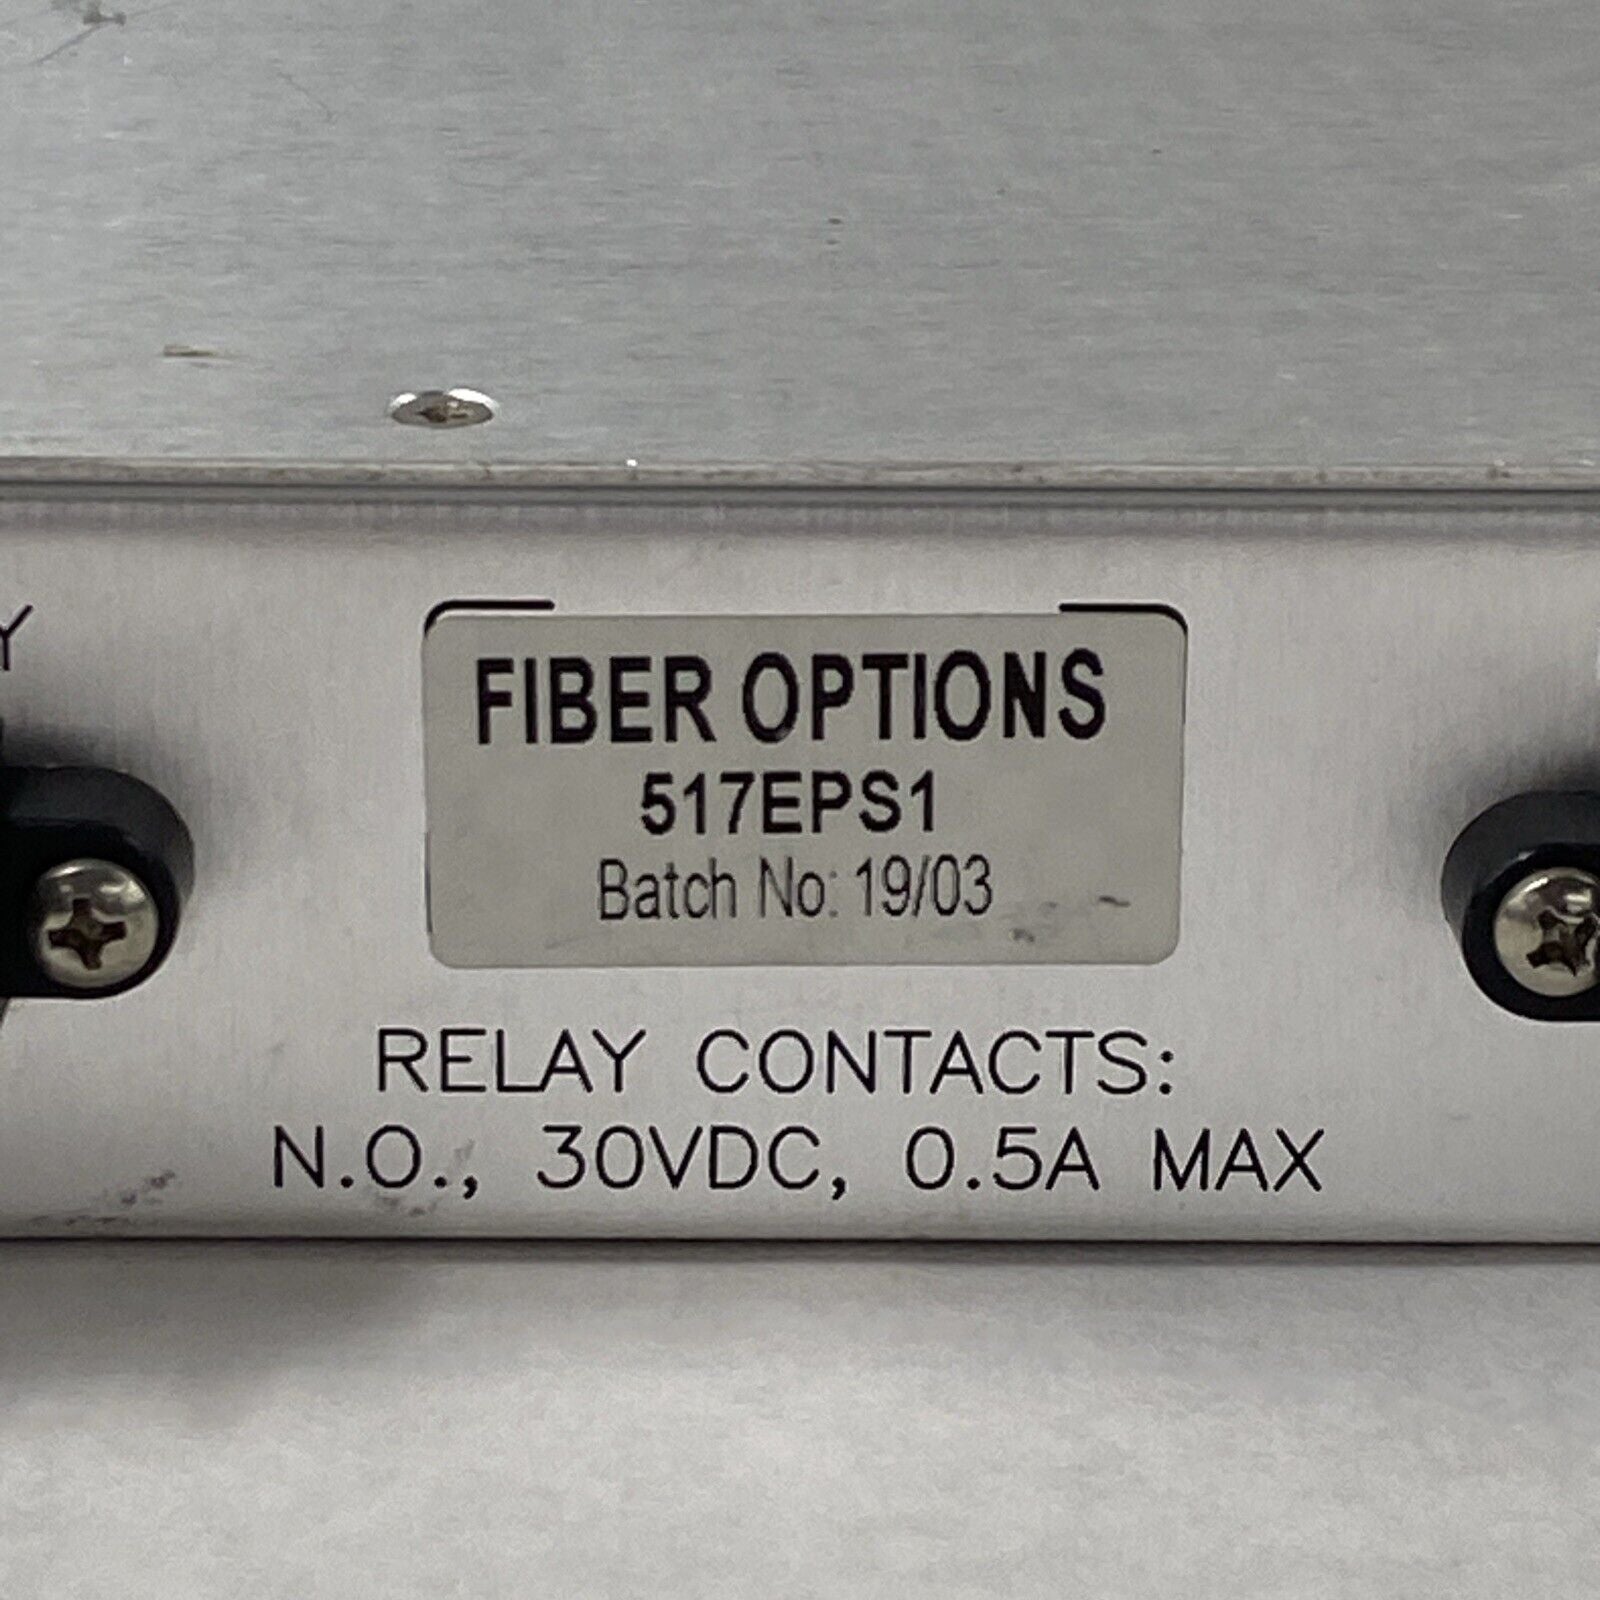 Y
FIBER OPTIONS
517EPS1
Batch No: 19/03
RELAY CONTACTS:
N.O., 30VDC, 0.5A MAX